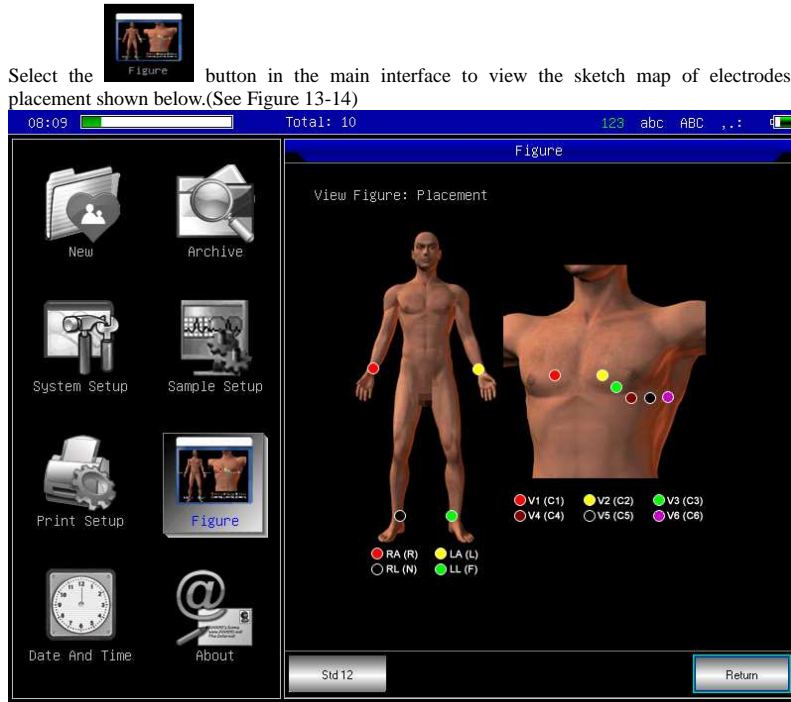 Figure
Select the button in the main interface to view the sketch map of electrodes
placement shown below.(See Figure 13-14)
08:09 Total: 10 123 abc ABC ,.:
Figure
View Figure: Placement
New Archive
System Setup Sample Setup
Print Setup Figure
Date And Time About
V1 (C1) V2 (C2) V3 (C3)
V4 (C4) V5 (C5) V6 (C6)
RA (R) LA (L)
RL (N) LL (F)
Std 12 Return